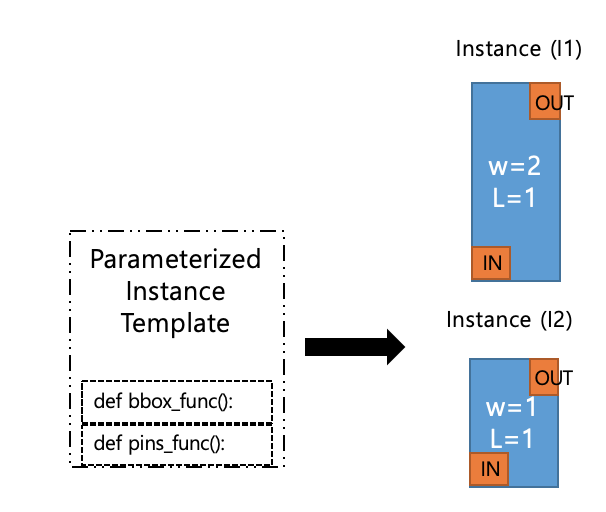 Instance (I1)
OUT
w=2
L=1
IN
Parameterized
Instance
Template
def bbox_func():
def pins_func():
Instance (I2)
OUT
w=1
L=1
IN